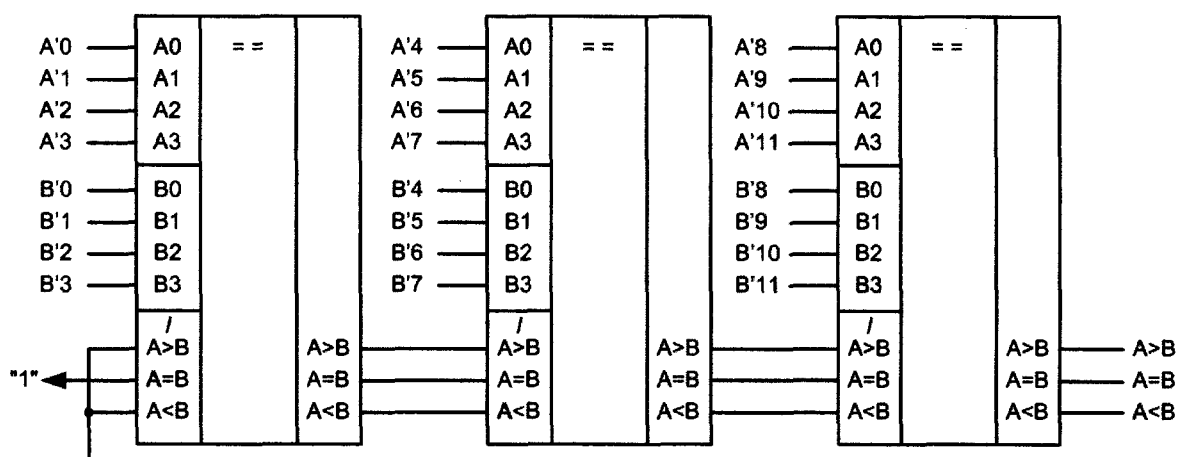 A'0 A0 == A'4 A0 == A'8 A0 ==
A'1 A1 A'5 A1 A'9 A1
A'2 A2 A'6 A2 A'10 A2
A'3 A3 A'7 A3 A'11 A3
B'0 B0 B'4 B0 B'8 B0
B'1 B1 B'5 B1 B'9 B1
B'2 B2 B'6 B2 B'10 B2
B'3 B3 B'7 B3 B'11 B3
I I I
A>B A>B A>B A>B A>B A>B A>B
"1" A=B A=B A=B A=B A=B A=B A=B
A<B A<B A<B A<B A<B A<B A<B